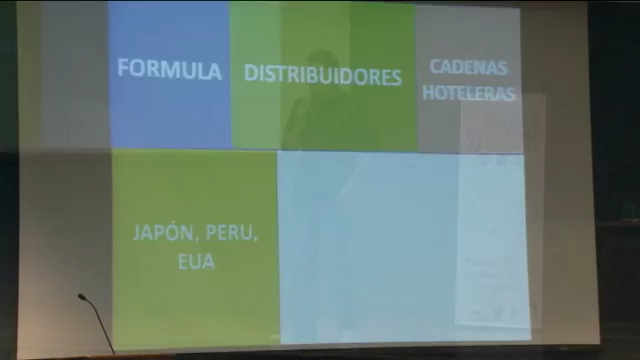 FORMULA
DISTRIBUIDORES
CADENAS
HOTELERAS
JAPÓN, PERU,
EUA